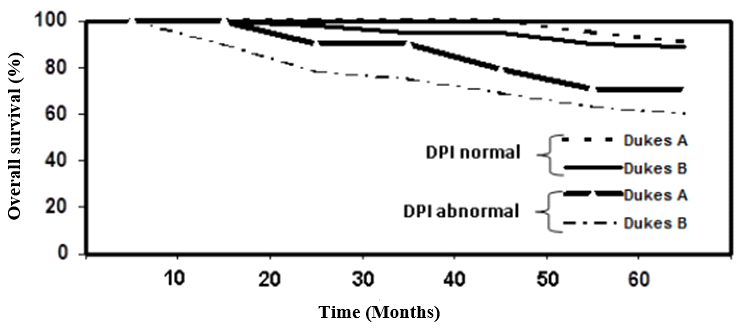 Overall survival (%)
100
80
60
40
20
0
10
20
30
40
50
60
Time (Months)
DPI normal
Dukes A
Dukes B
DPI abnormal
Dukes A
Dukes B